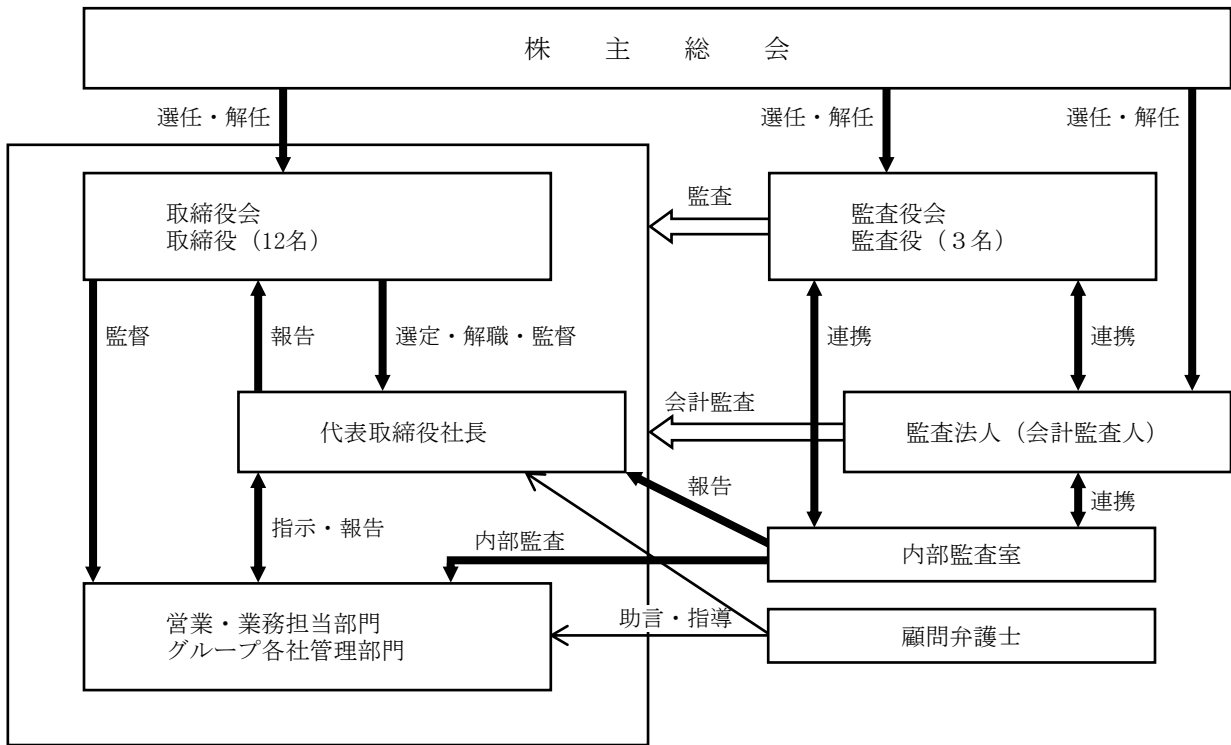 株主総会
選任・解任
選任・解任
選任・解任
取締役会
取締役（12名）
監査
監査役会
監査役（３名）
監督
報告
選定・解職・監督
連携
連携
会計監査
代表取締役社長
監査法人（会計監査人）
報告
連携
指示・報告
内部監査
内部監査室
営業・業務担当部門
グループ各社管理部門
助言・指導
顧問弁護士